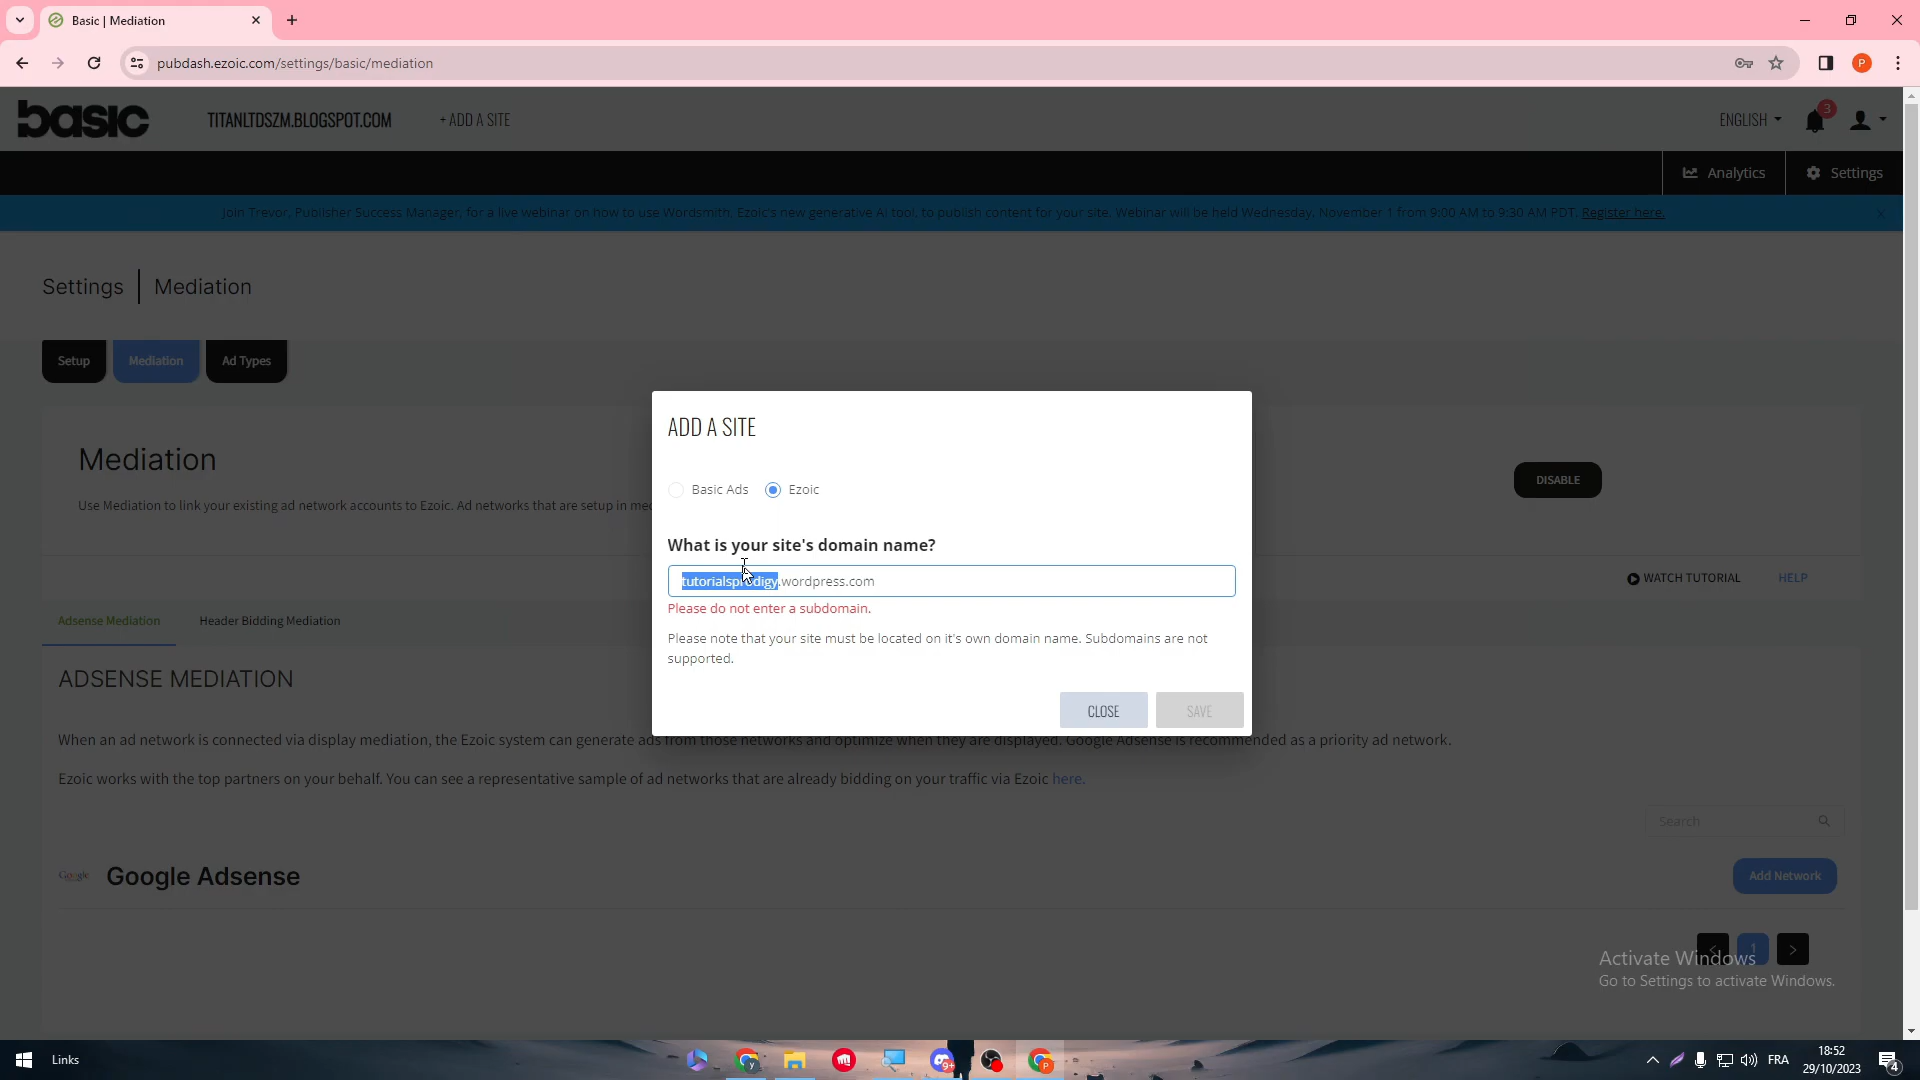 Basic | Mediation
pubdash.ezoic.com/settings/basic/mediation
P
basic
TITANLTDSZM.BLOGSPOT.COM
+ ADD A SITE
ENGLISH
3
Analytics
Settings
Join Trevor, Publisher Success Manager, for a live webinar on how to use Wordsmith, Ezoic's new generative AI tool, to publish content for your site. Webinar will be held Wednesday, November 1 from 9:00 AM to 9:30 AM PDT. Register here.
Settings
Mediation
Setup
Mediation
Ad Types
Mediation
DISABLE
Use Mediation to link your existing ad network accounts to Ezoic. Ad networks that are setup in
WATCH TUTORIAL
HELP
Adsense Mediation
Header Bidding Mediation
ADD A SITE
Basic Ads
Ezoic
What is your site's domain name?
tutorialsprodigy.wordpress.com
Please do not enter a subdomain.
Please note that your site must be located on it's own domain name. Subdomains are not
supported.
CLOSE
SAVE
ADSENSE MEDIATION
When an ad network is connected via display mediation, the Ezoic system can generate ads from those networks and optimize when they are displayed. Google Adsense is recommended as a priority ad network.
Ezoic works with the top partners on your behalf. You can see a representative sample of ad networks that are already bidding on your traffic via Ezoic here.
Search
Google
Google Adsense
Add Network
<
1
>
Activate Windows
Go to Settings to activate Windows.
Links
y
9+
P
FRA
18:52
29/10/2023
4